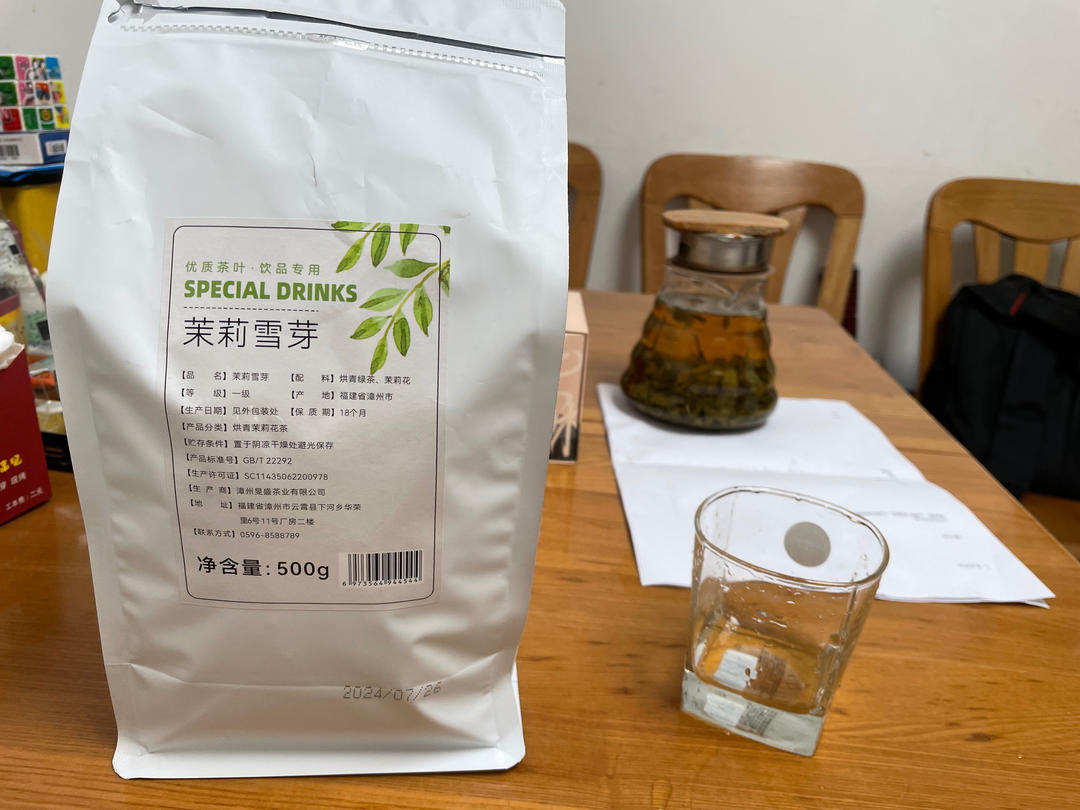 优质茶叶·饮品专用
SPECIAL DRINKS
茉莉雪芽
【品 名】茉莉雪芽 【配 料】烘青绿茶、茉莉花
【等 级】一级 【产 地】福建省漳州市
【生产日期】见外包装处 【保 质 期】18个月
【产品分类】烘青茉莉花茶
【贮存条件】置于阴凉干燥处避光保存
【产品标准号】GB/T 22292
【生产许可证】SC11435062200978
【生 产 商】漳州旻盛茶业有限公司
【地 址】福建省漳州市云霄县下河乡华荣
里6号11号厂房二楼
【联系方式】0596-8588789
净含量: 500g
6 973564 944544
2024/07/26